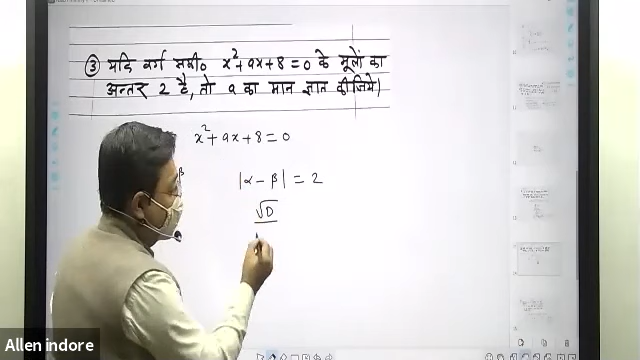 ③ यदि वर्ग समी० x²+ax+8=0 के मूलों का
अन्तर 2 है, तो a का मान ज्ञात कीजिये।
x²+ax+8=0
β
|α-β| = 2
√D
Allen indore